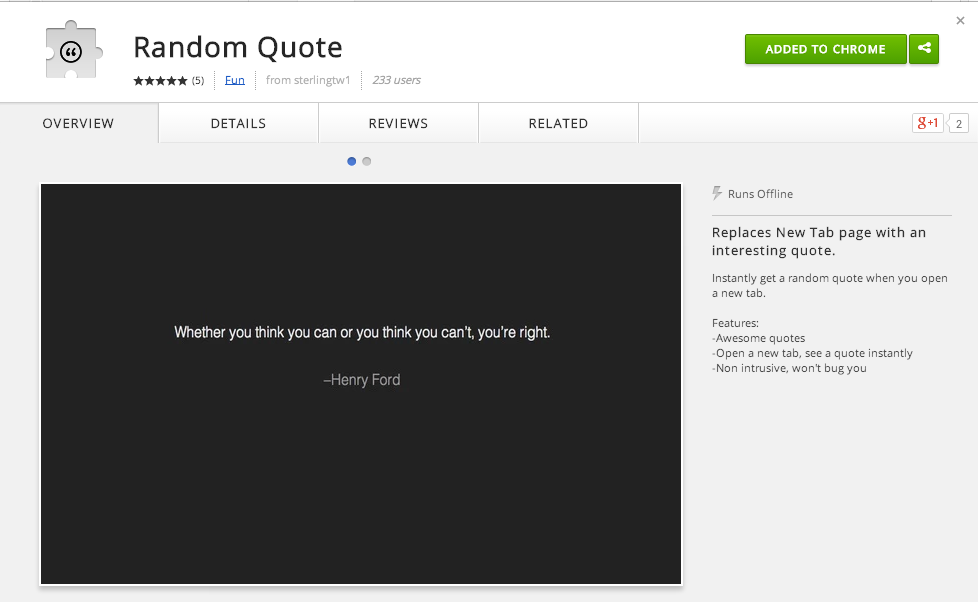 Random Quote
★★★★★ (5) Fun from sterlingtw1 233 users
ADDED TO CHROME
OVERVIEW DETAILS REVIEWS RELATED
g+1 2
Whether you think you can or you think you can't, you're right.
–Henry Ford
Runs Offline
Replaces New Tab page with an
interesting quote.
Instantly get a random quote when you open
a new tab.
Features:
-Awesome quotes
-Open a new tab, see a quote instantly
-Non intrusive, won't bug you